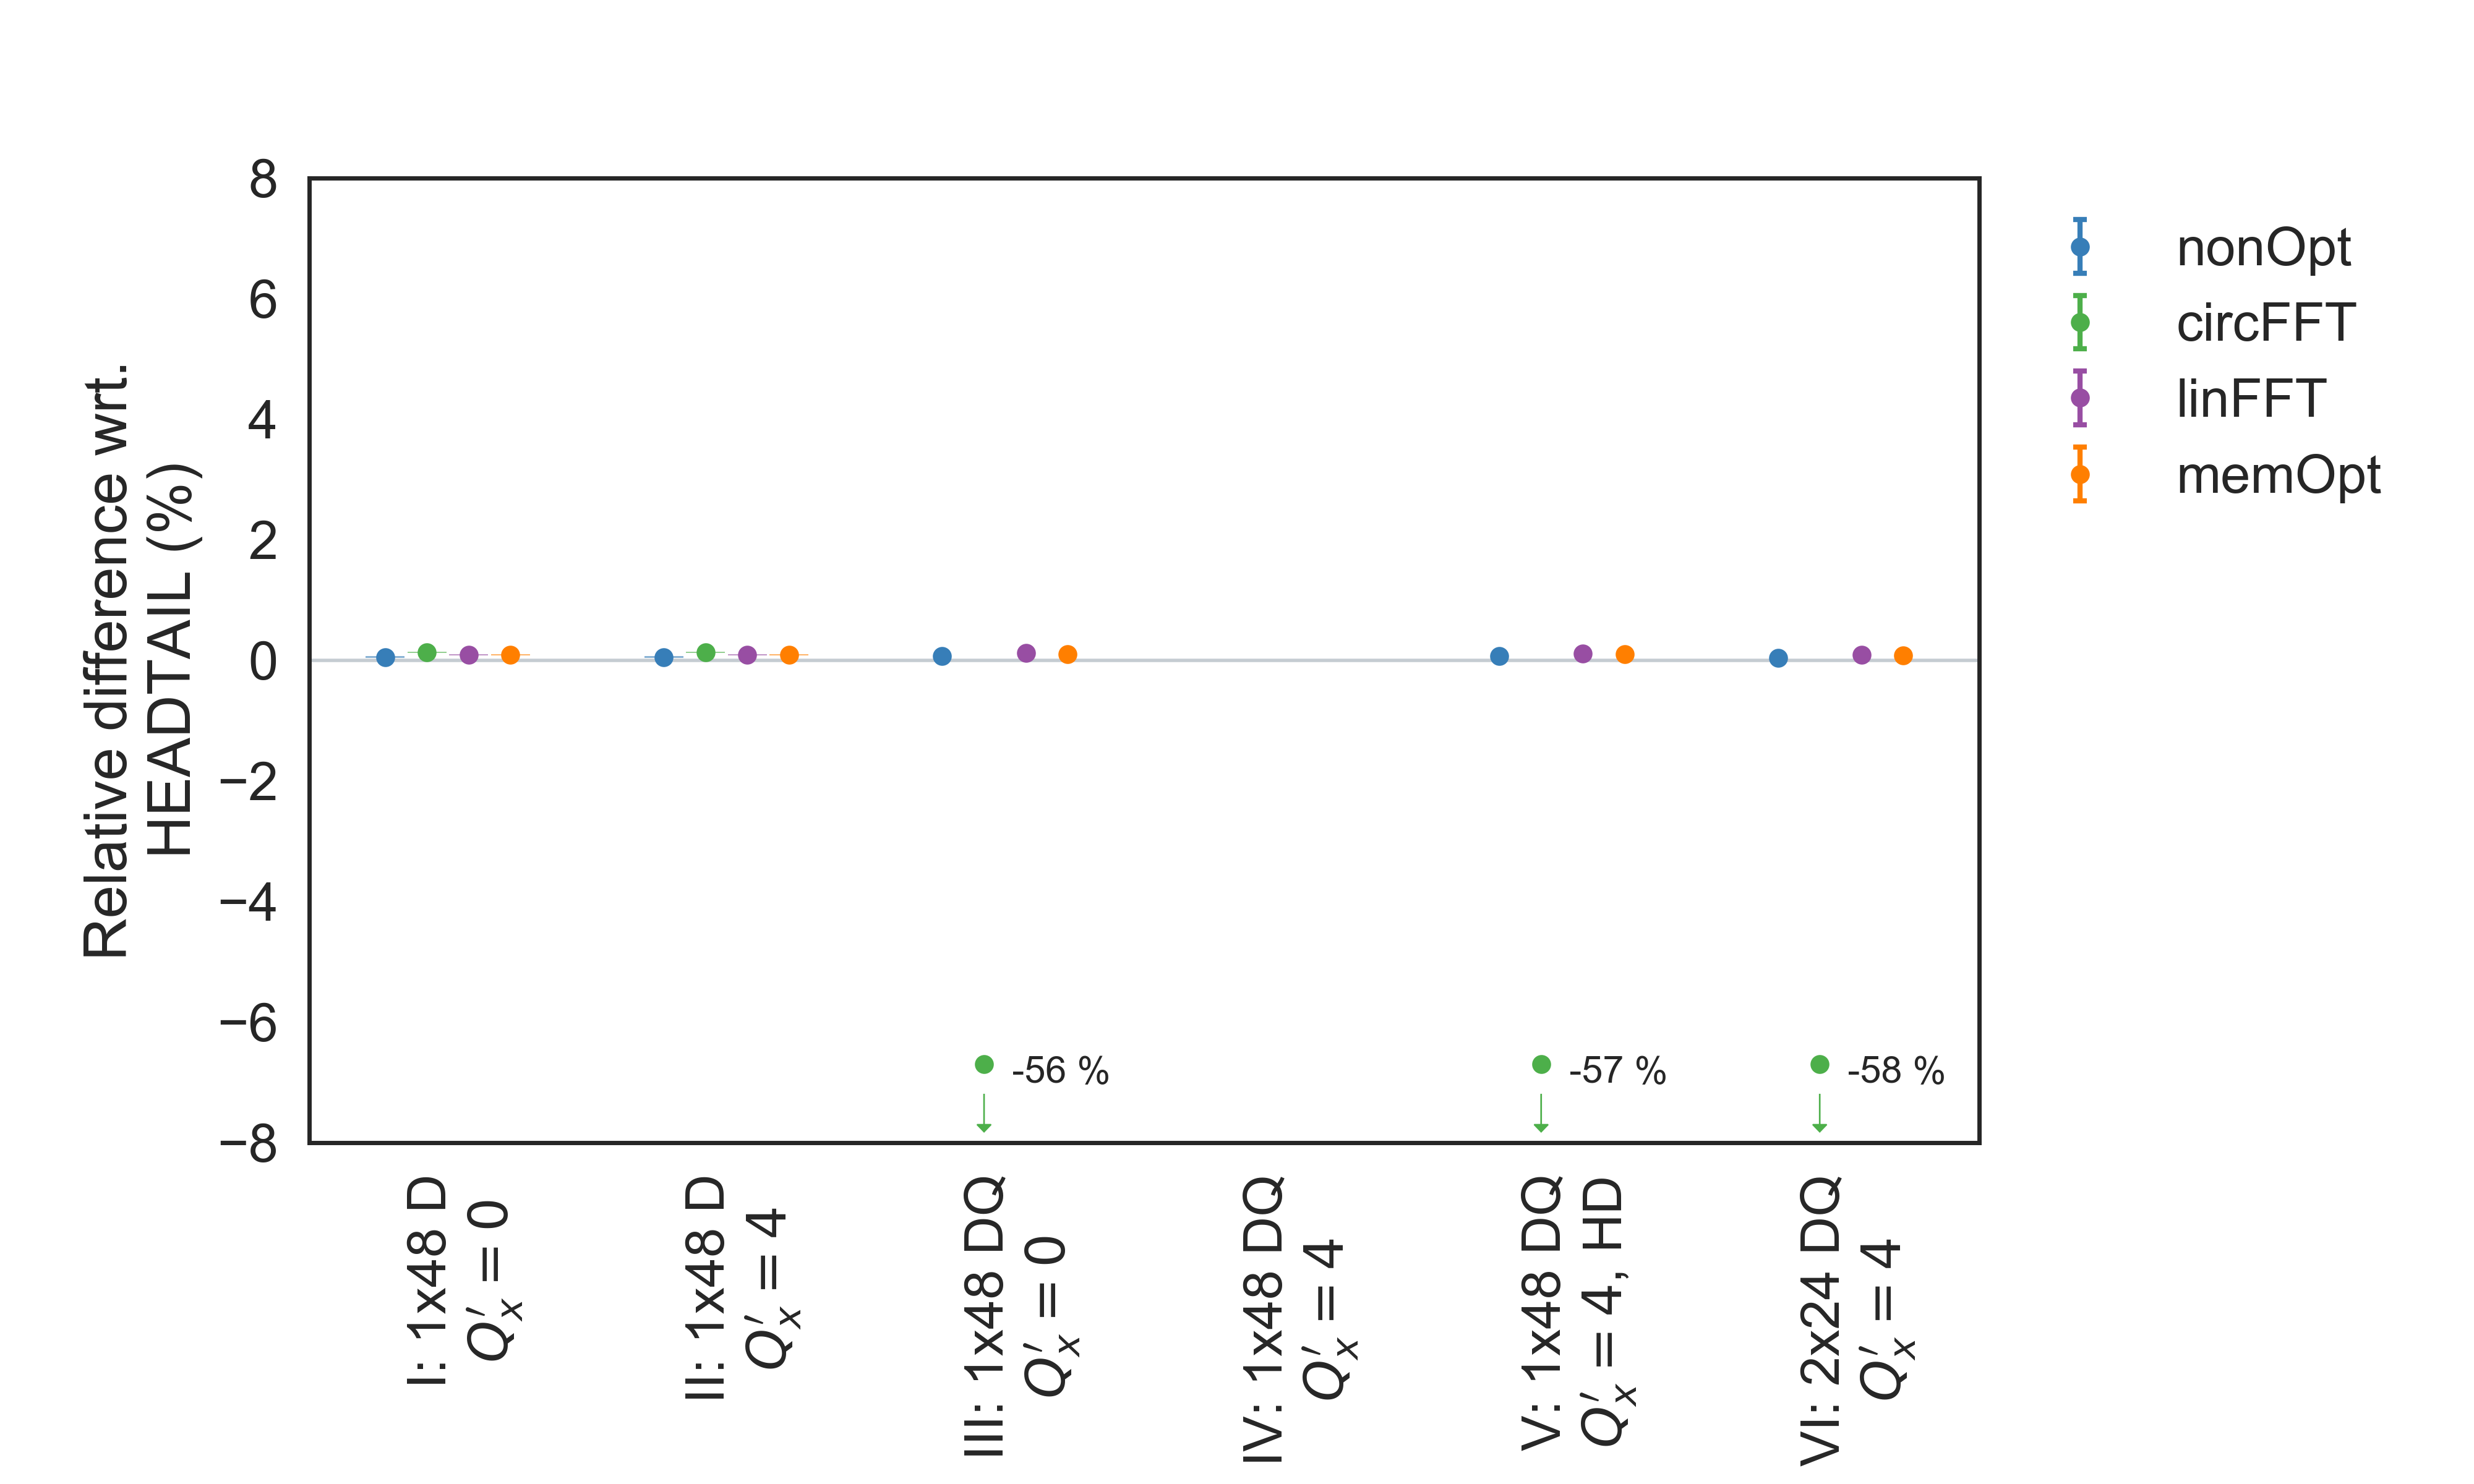 Relative difference wrt.
HEADTAIL (%)
8
6
4
2
0
−2
−4
−6
−8
-56 %
-57 %
-58 %
I: 1x48 D
Q′x = 0
II: 1x48 D
Q′x = 4
III: 1x48 DQ
Q′x = 0
IV: 1x48 DQ
Q′x = 4
V: 1x48 DQ
Q′x = 4, HD
VI: 2x24 DQ
Q′x = 4
nonOpt
circFFT
linFFT
memOpt